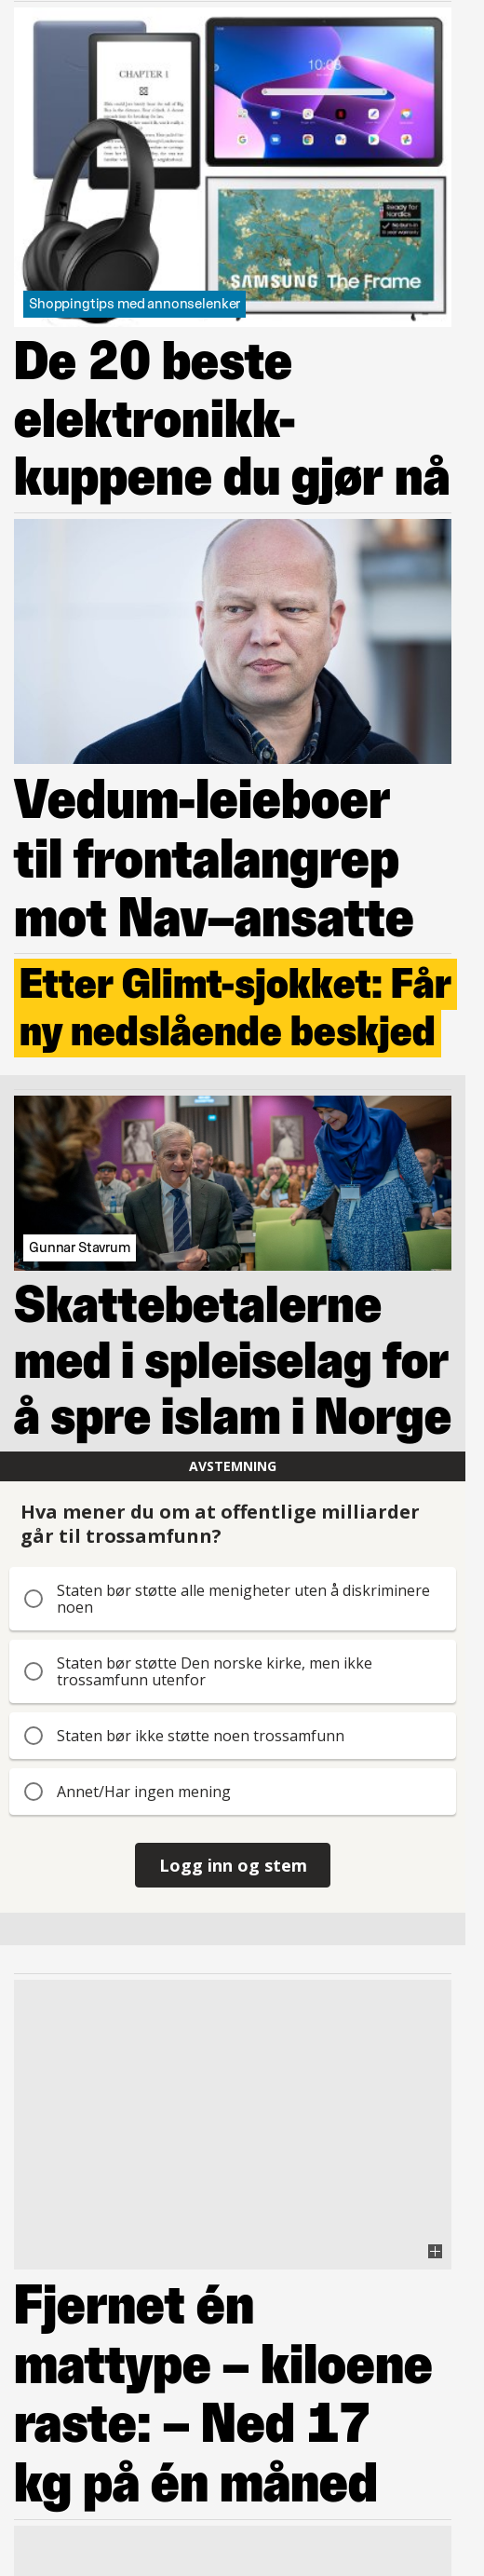 CHAPTER 1
10:08
Ready for
Nordics
SAMSUNG The Frame
Shoppingtips med annonselenker
De 20 beste
elektronikk-
kuppene du gjør nå
Vedum-leieboer
til frontalangrep
mot Nav–ansatte
Etter Glimt-sjokket: Får
ny nedslående beskjed
Gunnar Stavrum
Skattebetalerne
med i spleiselag for
å spre islam i Norge
AVSTEMNING
Hva mener du om at offentlige milliarder
går til trossamfunn?
Staten bør støtte alle menigheter uten å diskriminere
noen
Staten bør støtte Den norske kirke, men ikke
trossamfunn utenfor
Staten bør ikke støtte noen trossamfunn
Annet/Har ingen mening
Logg inn og stem
Fjernet én
mattype – kiloene
raste: – Ned 17
kg på én måned